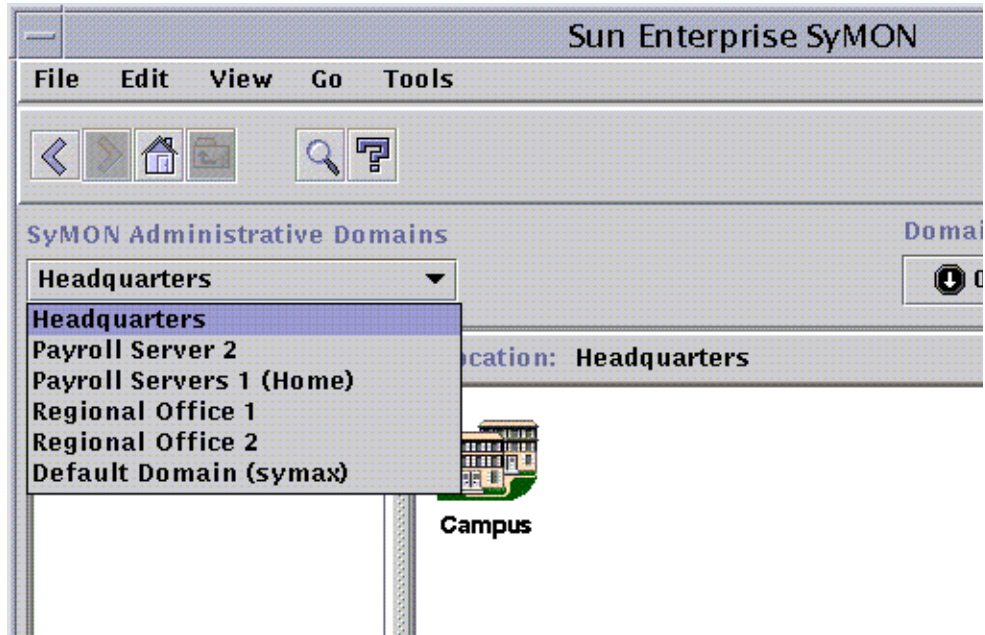 Sun Enterprise SyMON
File Edit View Go Tools
SyMON Administrative Domains
Headquarters
Headquarters
Payroll Server 2
Payroll Servers 1 (Home)
Regional Office 1
Regional Office 2
Default Domain (symax)
Location: Headquarters
Campus